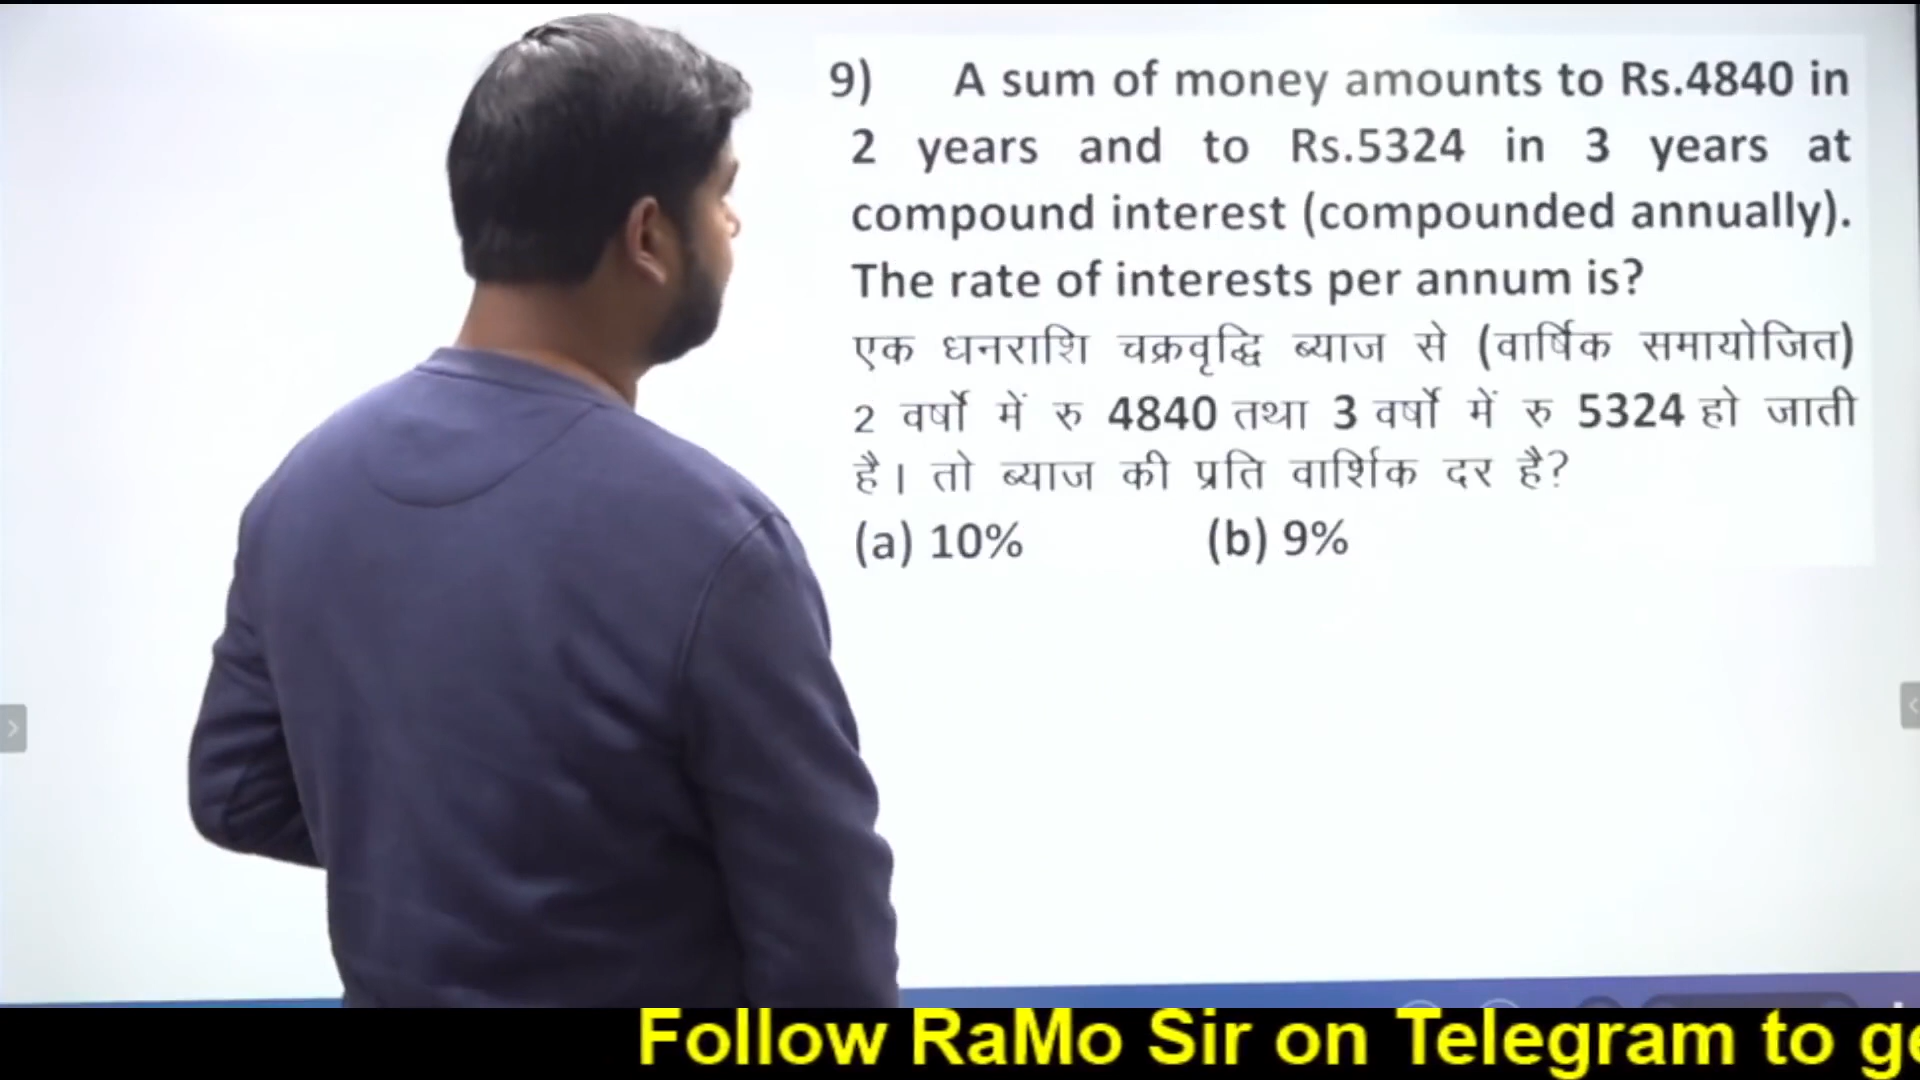 9) A sum of money amounts to Rs.4840 in
2 years and to Rs.5324 in 3 years at
compound interest (compounded annually).
The rate of interests per annum is?
एक धनराशि चक्रवृद्धि ब्याज से (वार्षिक समायोजित)
2 वर्षो में रु 4840 तथा 3 वर्षो में रु 5324 हो जाती
है। तो ब्याज की प्रति वार्शिक दर है?
(a) 10% (b) 9%
Follow RaMo Sir on Telegram to ge